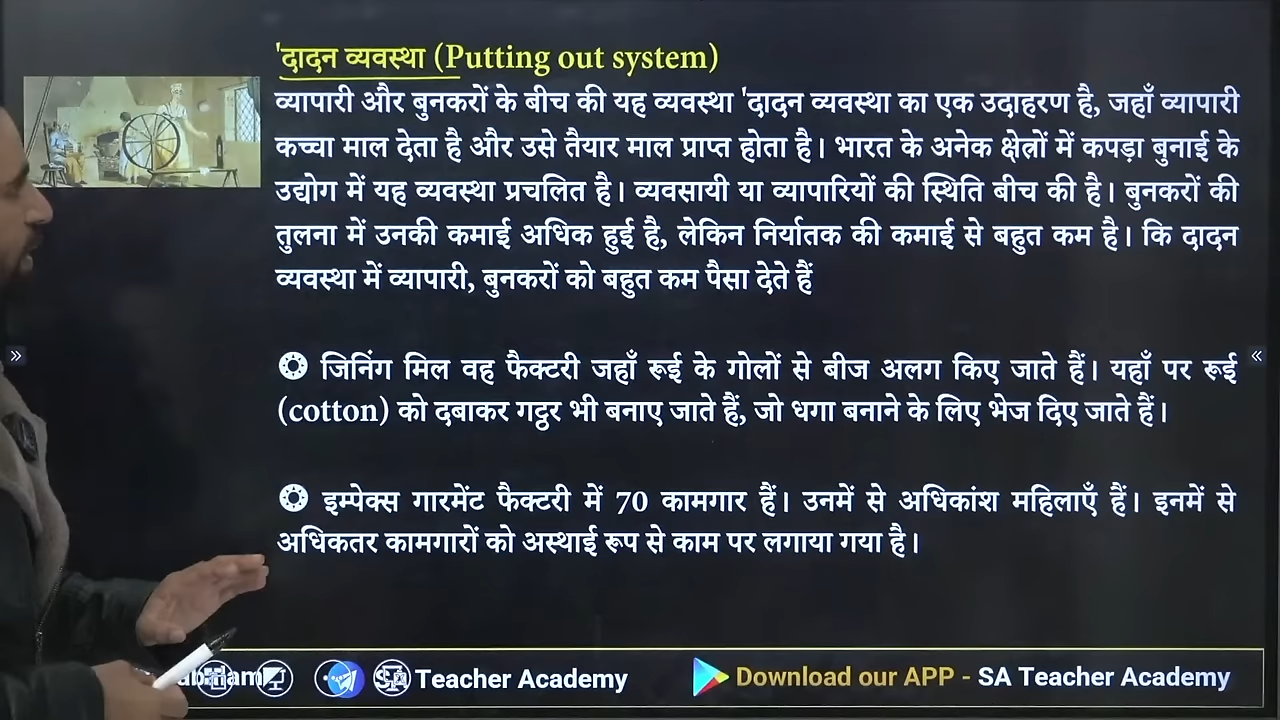 'दादन व्यवस्था (Putting out system)
व्यापारी और बुनकरों के बीच की यह व्यवस्था 'दादन व्यवस्था का एक उदाहरण है, जहाँ व्यापारी
कच्चा माल देता है और उसे तैयार माल प्राप्त होता है। भारत के अनेक क्षेत्रों में कपड़ा बुनाई के
उद्योग में यह व्यवस्था प्रचलित है। व्यवसायी या व्यापारियों की स्थिति बीच की है। बुनकरों की
तुलना में उनकी कमाई अधिक हुई है, लेकिन निर्यातक की कमाई से बहुत कम है। कि दादन
व्यवस्था में व्यापारी, बुनकरों को बहुत कम पैसा देते हैं
जिनिंग मिल वह फैक्टरी जहाँ रूई के गोलों से बीज अलग किए जाते हैं। यहाँ पर रूई
(cotton) को दबाकर गट्ठर भी बनाए जाते हैं, जो धगा बनाने के लिए भेज दिए जाते हैं।
इम्पेक्स गारमेंट फैक्टरी में 70 कामगार हैं। उनमें से अधिकांश महिलाएँ हैं। इनमें से
अधिकतर कामगारों को अस्थाई रूप से काम पर लगाया गया है।
Teacher Academy
Download our APP - SA Teacher Academy